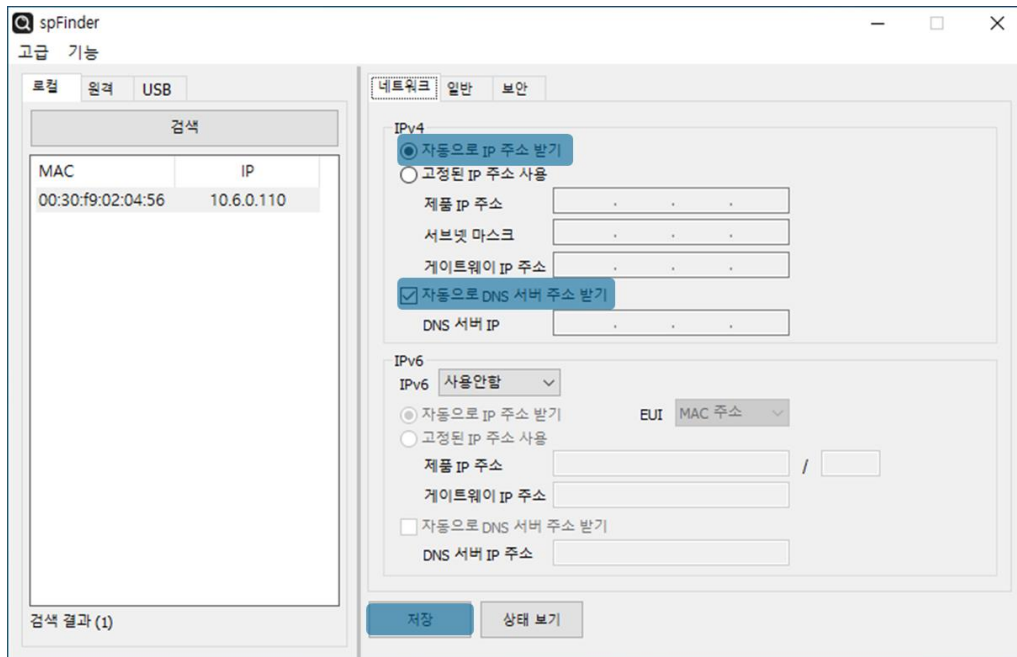 spFinder
고급 기능
로컬 원격 USB
검색
MAC IP
00:30:f9:02:04:56 10.6.0.110
검색 결과 (1)
네트워크 일반 보안
IPv4
자동으로 IP 주소 받기
고정된 IP 주소 사용
제품 IP 주소 . . .
서브넷 마스크 . . .
게이트웨이 IP 주소 . . .
자동으로 DNS 서버 주소 받기
DNS 서버 IP . . .
IPv6
IPv6 사용안함
자동으로 IP 주소 받기 EUI MAC 주소
고정된 IP 주소 사용
제품 IP 주소 /
게이트웨이 IP 주소
자동으로 DNS 서버 주소 받기
DNS 서버 IP 주소
저장 상태 보기